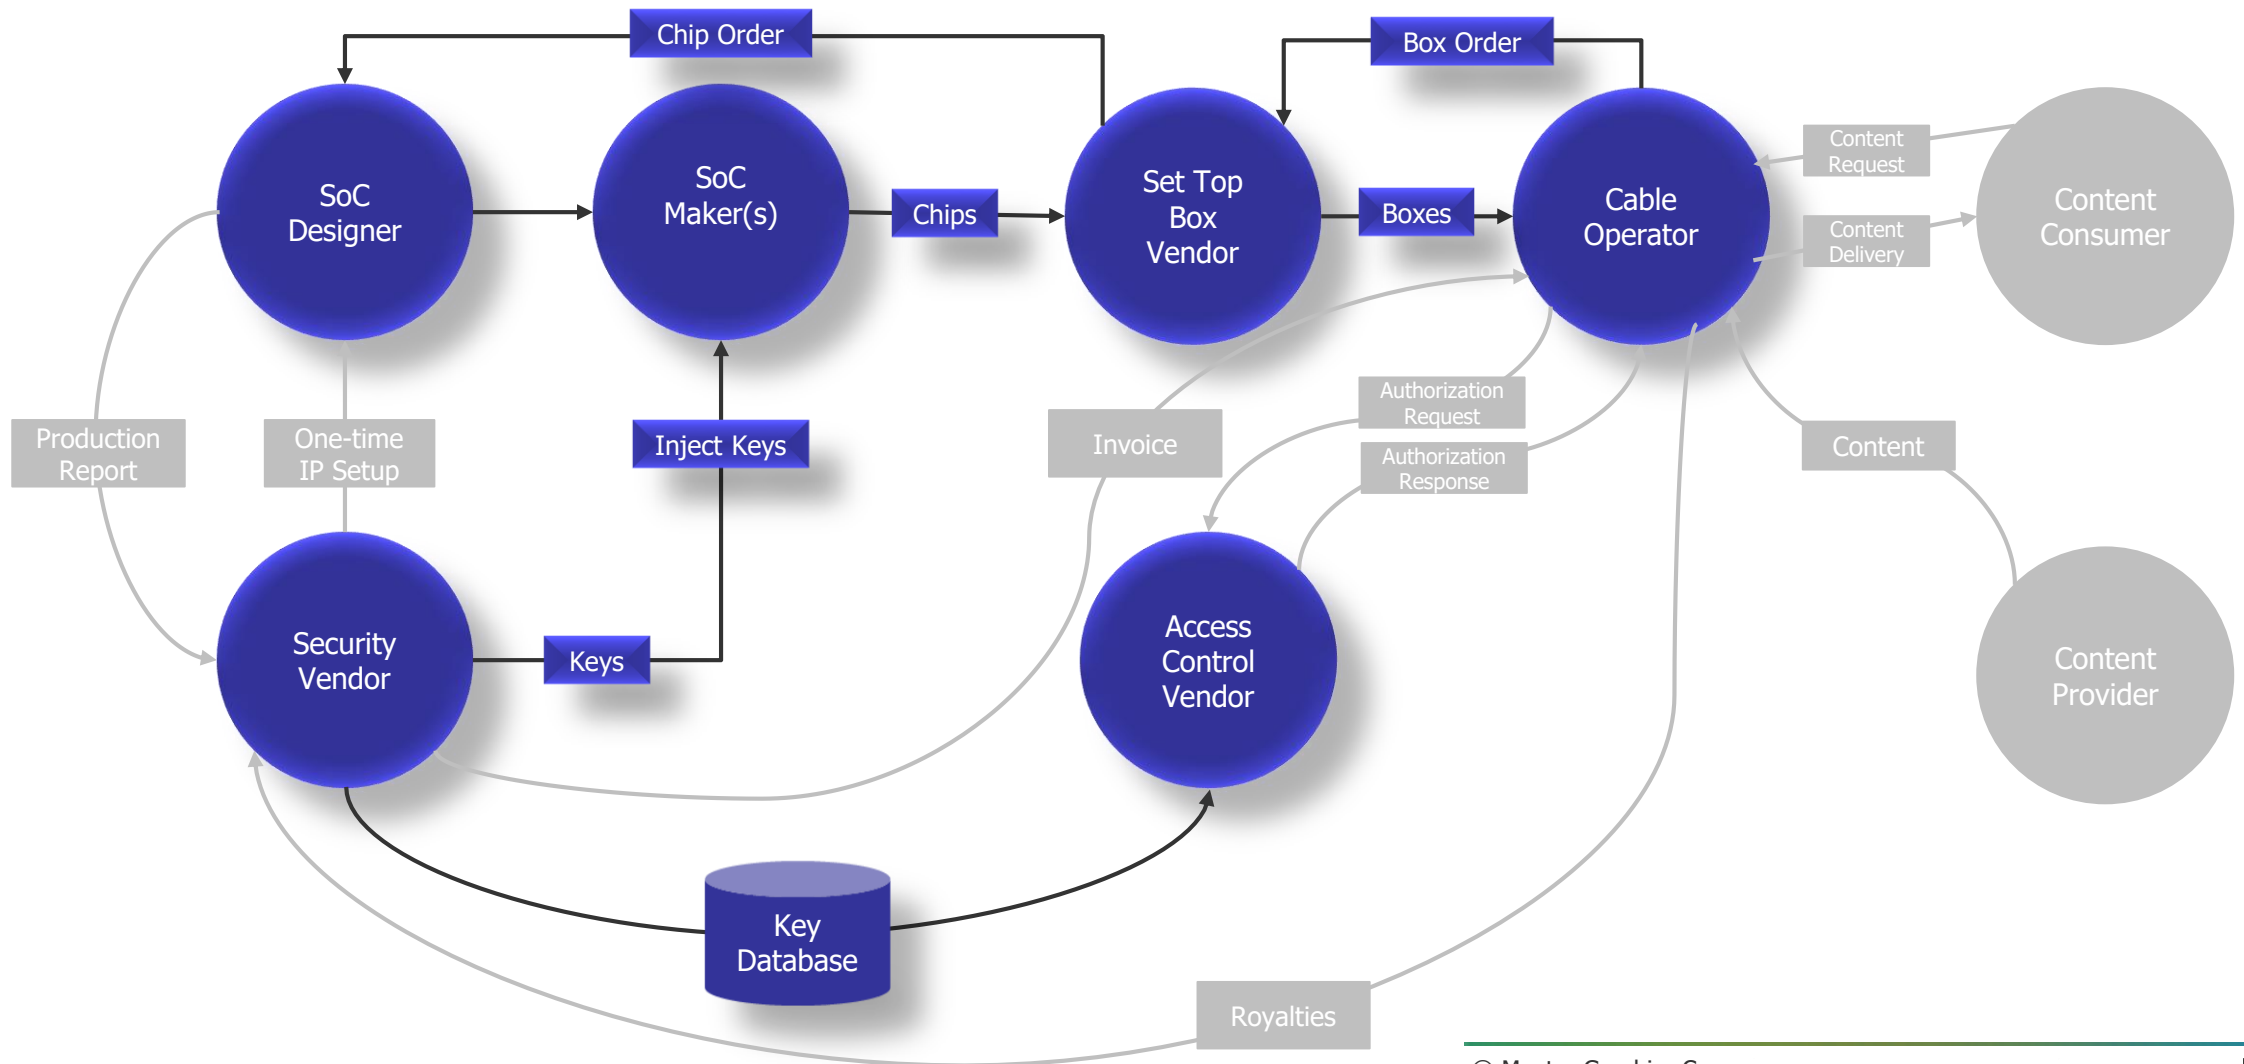 Chip Order
Box Order
Content
Request
SoC
Designer
SoC
Maker(s)
Chips
Set Top
Box
Vendor
Boxes
Cable
Operator
Content
Delivery
Content
Consumer
Production
Report
One-time
IP Setup
Inject Keys
Invoice
Authorization
Request
Authorization
Response
Content
Security
Vendor
Keys
Access
Control
Vendor
Content
Provider
Key
Database
Royalties